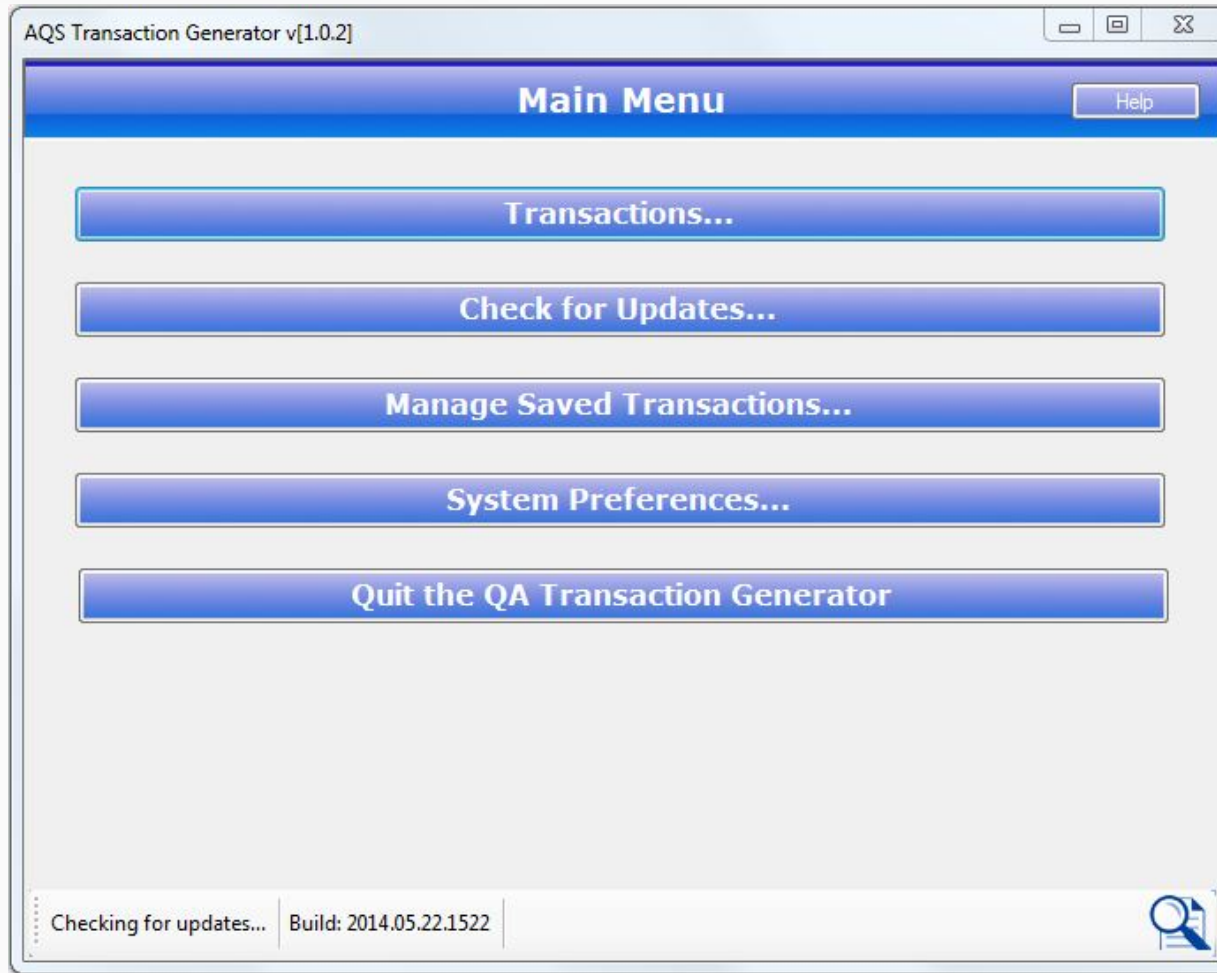 AQS Transaction Generator v[1.0.2]
Main Menu
Help
Transactions...
Check for Updates...
Manage Saved Transactions...
System Preferences...
Quit the QA Transaction Generator
Checking for updates...
Build: 2014.05.22.1522